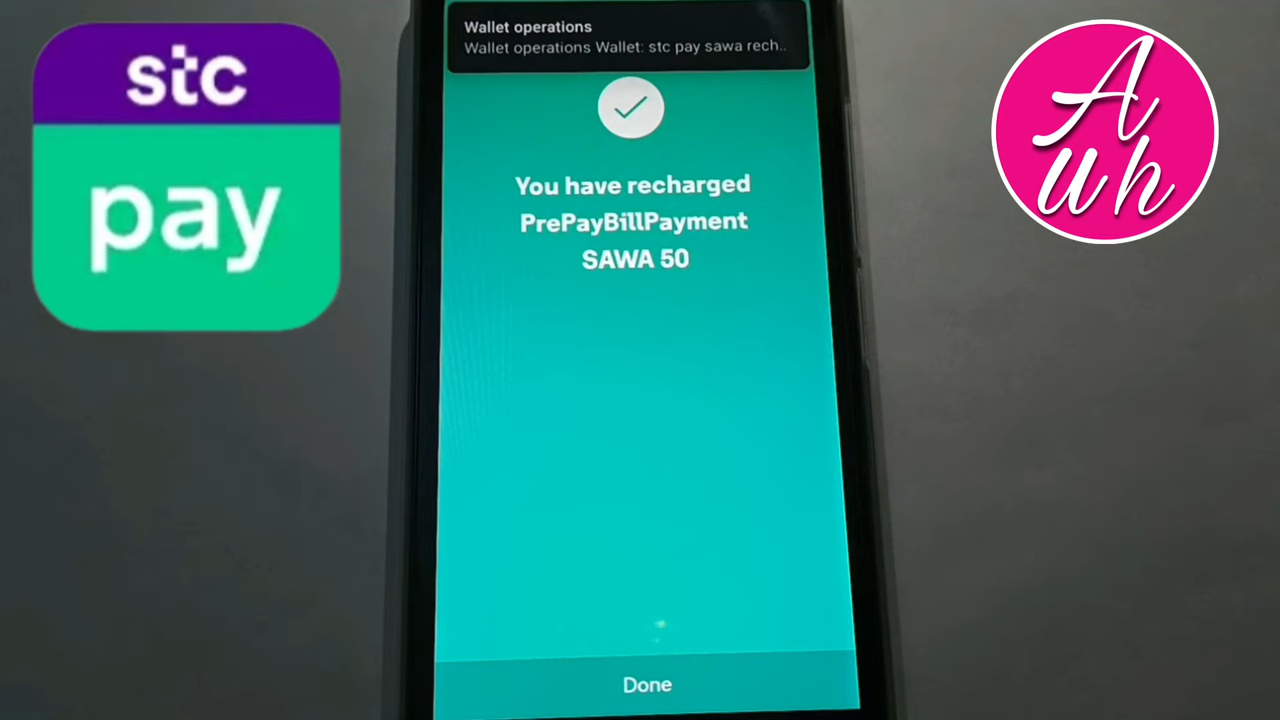 stc
pay
Wallet operations
Wallet operations Wallet: stc pay sawa rech..
You have recharged
PrePayBillPayment
SAWA 50
Done
A
uh